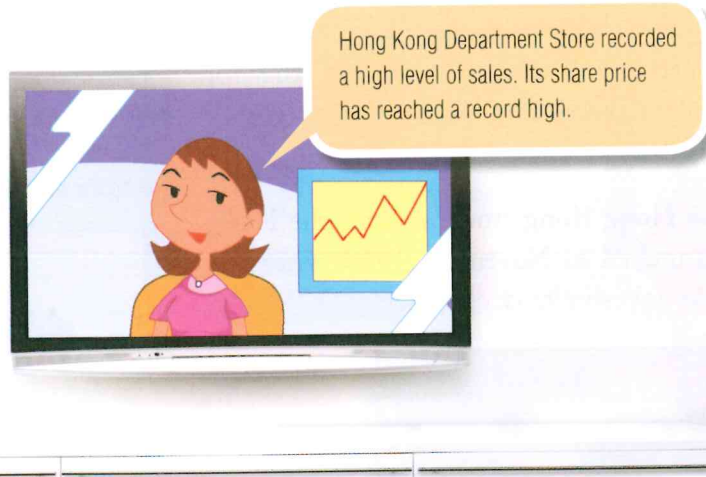 Hong Kong Department Store recorded
a high level of sales. Its share price
has reached a record high.